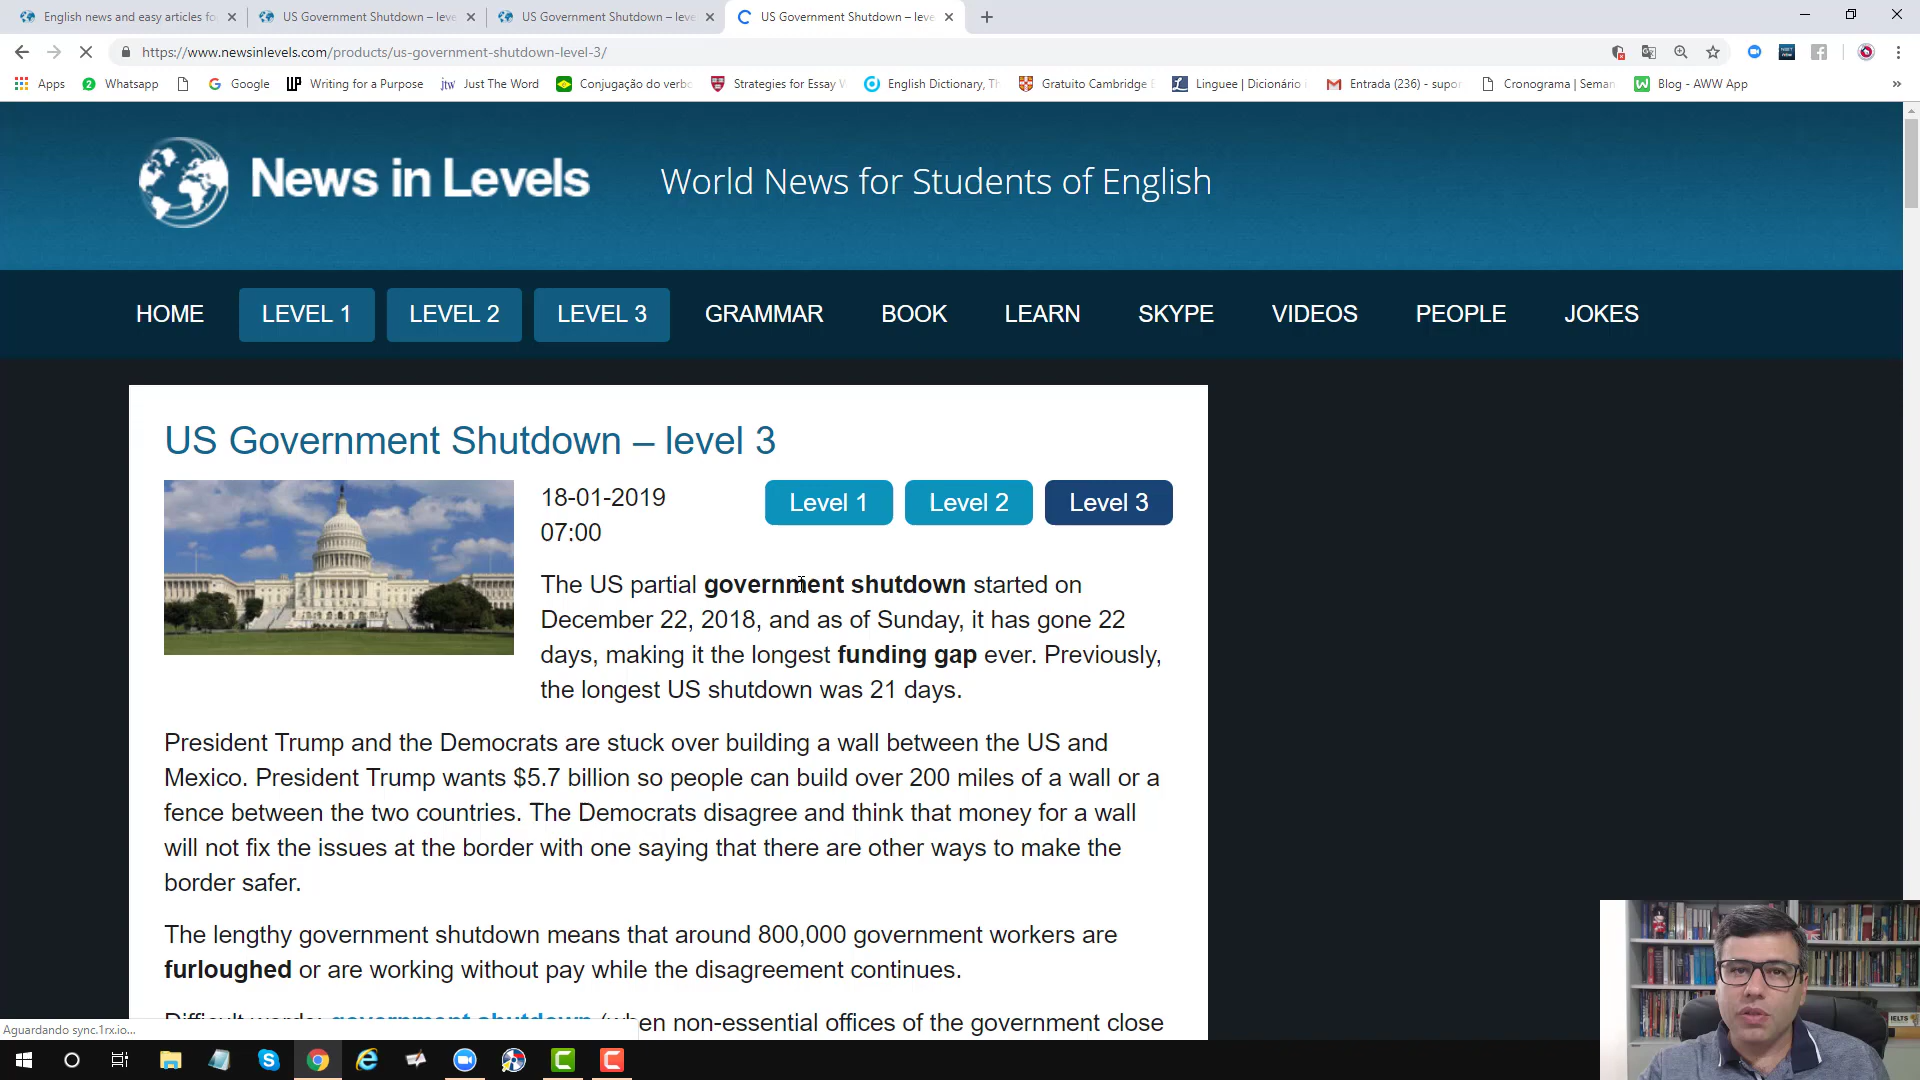 English news and easy articles fo
US Government Shutdown – leve
US Government Shutdown – leve
US Government Shutdown – leve
https://www.newsinlevels.com/products/us-government-shutdown-level-3/
Apps
Whatsapp
Google
Writing for a Purpose
Just The Word
Conjugação do verbo
Strategies for Essay W
English Dictionary, Th
Gratuito Cambridge E
Linguee | Dicionário i
Entrada (236) - supor
Cronograma | Seman
Blog - AWW App
News in Levels
World News for Students of English
HOME
LEVEL 1
LEVEL 2
LEVEL 3
GRAMMAR
BOOK
LEARN
SKYPE
VIDEOS
PEOPLE
JOKES
US Government Shutdown – level 3
18-01-2019
07:00
Level 1
Level 2
Level 3
The US partial government shutdown started on
December 22, 2018, and as of Sunday, it has gone 22
days, making it the longest funding gap ever. Previously,
the longest US shutdown was 21 days.
President Trump and the Democrats are stuck over building a wall between the US and
Mexico. President Trump wants $5.7 billion so people can build over 200 miles of a wall or a
fence between the two countries. The Democrats disagree and think that money for a wall
will not fix the issues at the border with one saying that there are other ways to make the
border safer.
The lengthy government shutdown means that around 800,000 government workers are
furloughed or are working without pay while the disagreement continues.
Difficult words: government shutdown (when non-essential offices of the government close
Aguardando sync.1rx.io...
IELTS